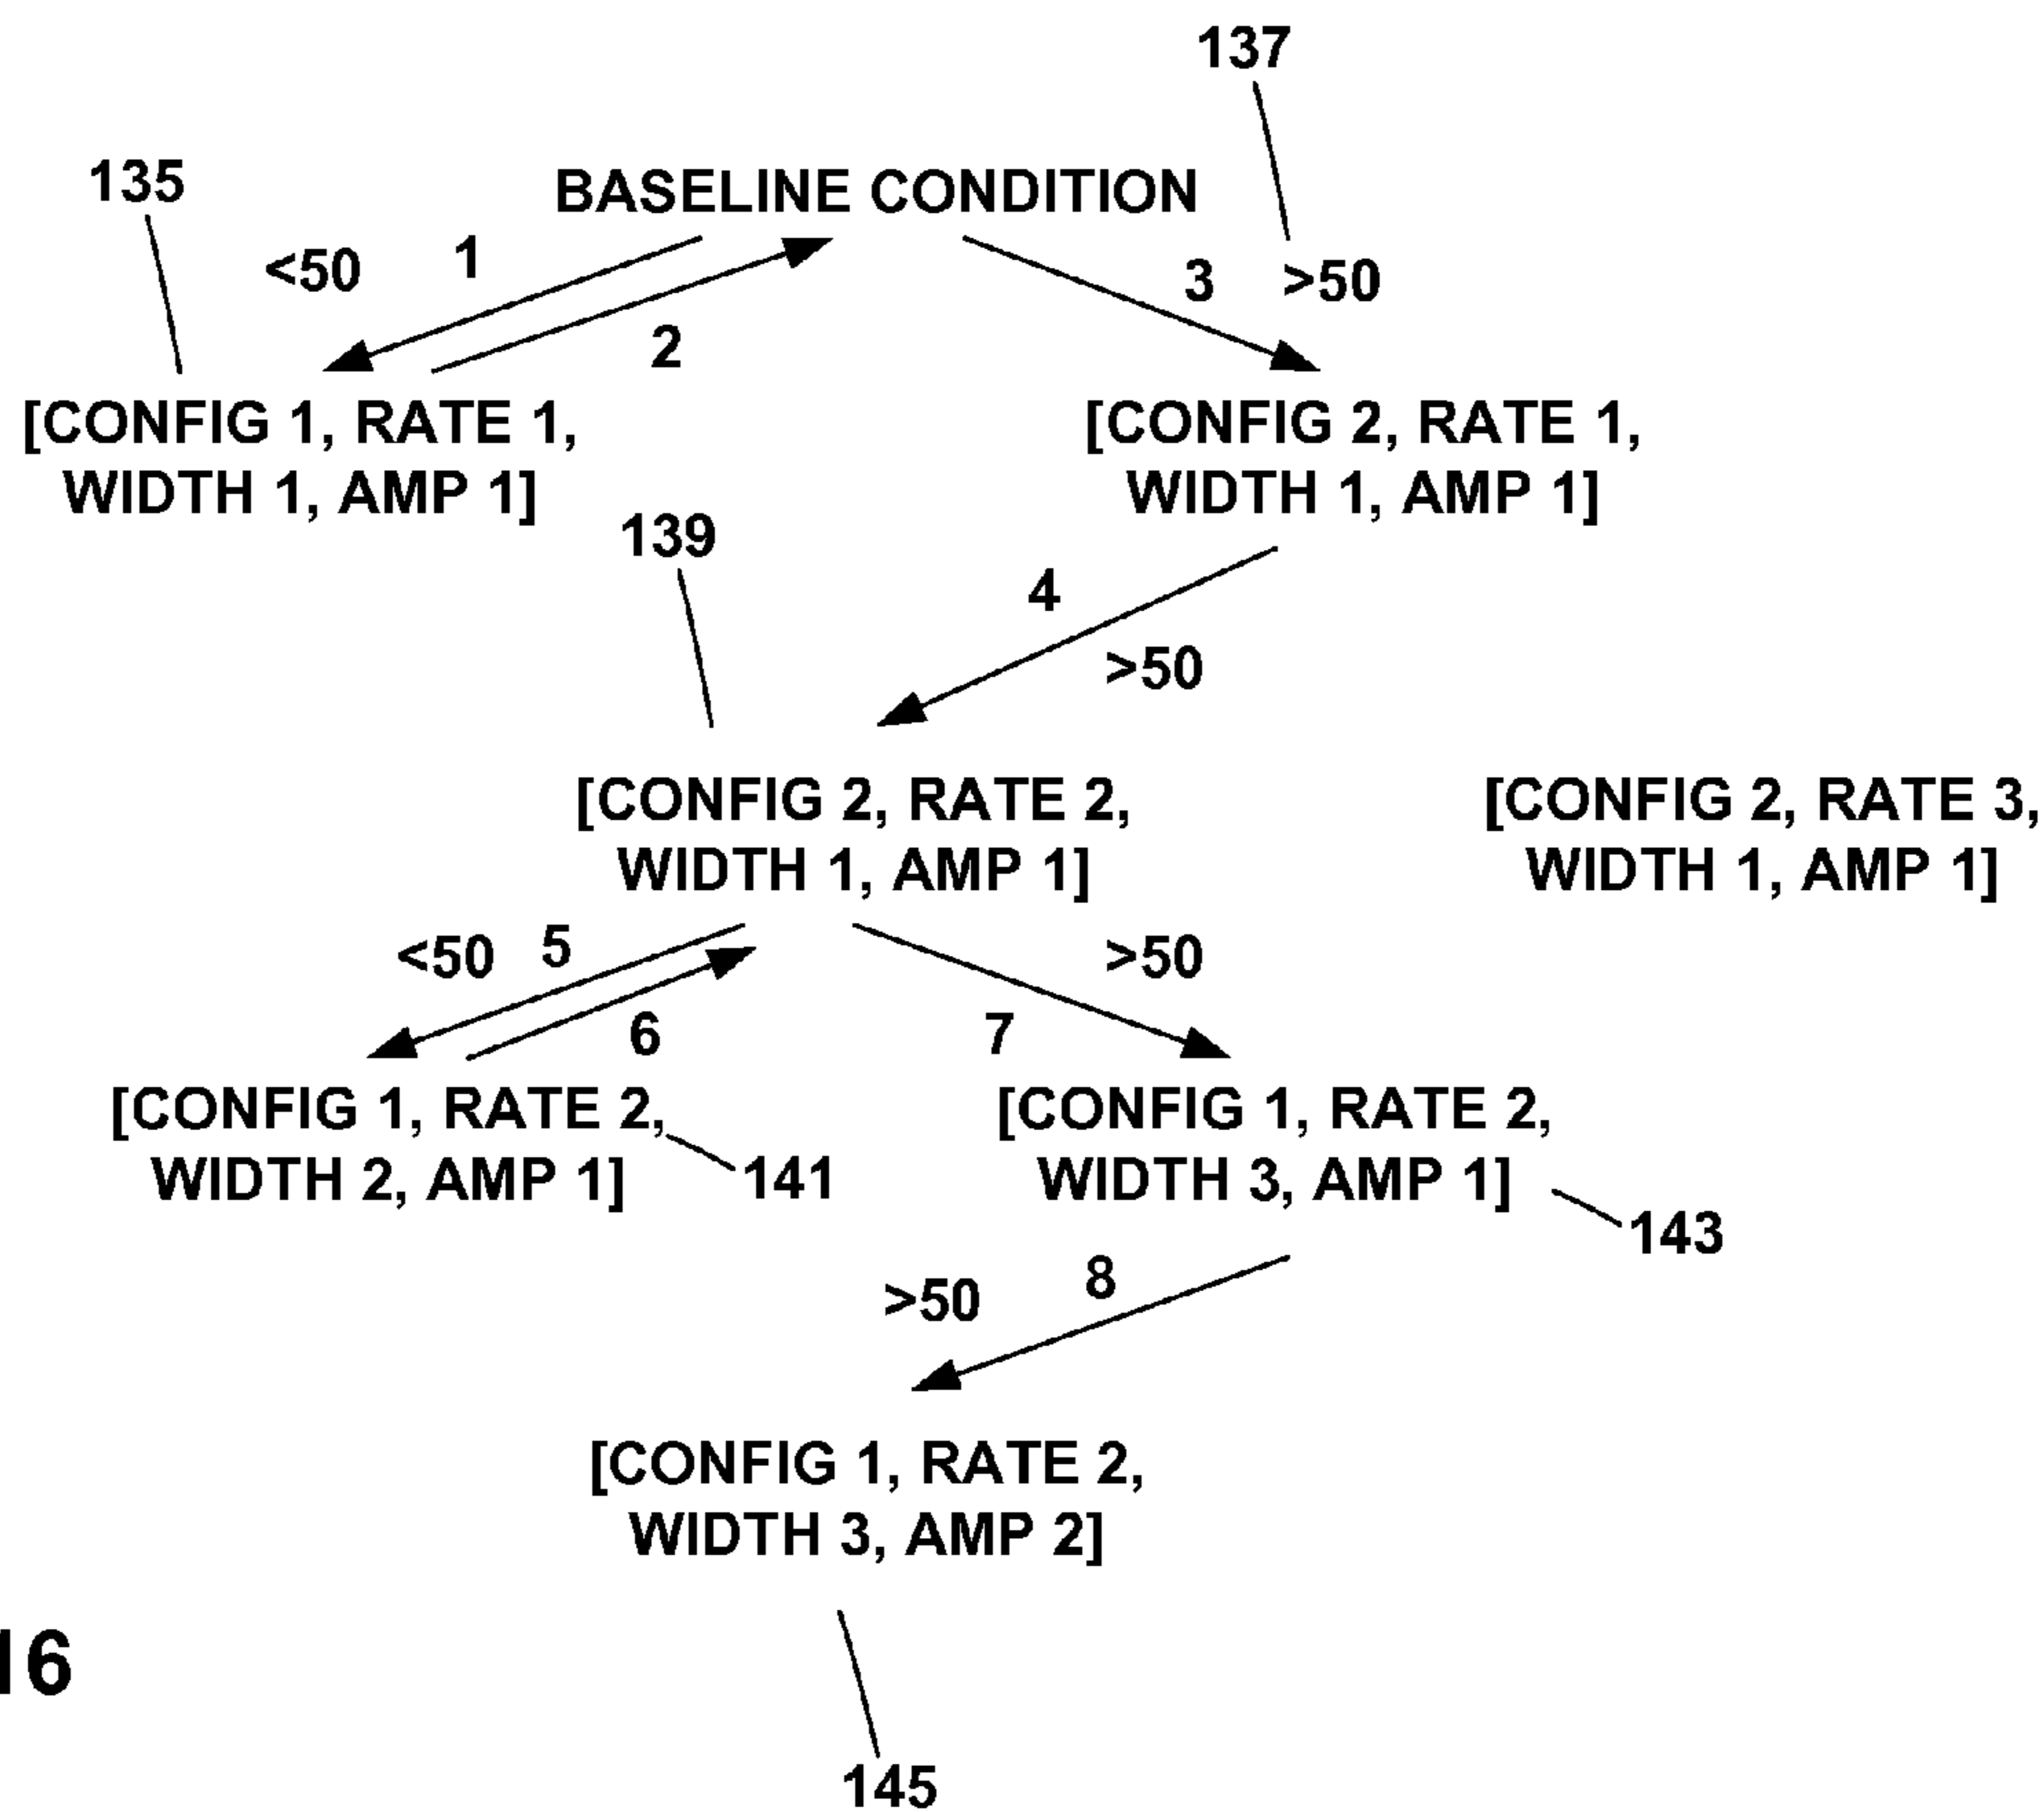 137
135
BASELINE CONDITION
<50
1
2
3
>50
[CONFIG 1, RATE 1,
WIDTH 1, AMP 1]
[CONFIG 2, RATE 1,
WIDTH 1, AMP 1]
139
4
>50
[CONFIG 2, RATE 2,
WIDTH 1, AMP 1]
[CONFIG 2, RATE 3,
WIDTH 1, AMP 1]
<50
5
6
>50
7
[CONFIG 1, RATE 2,
WIDTH 2, AMP 1]
141
[CONFIG 1, RATE 2,
WIDTH 3, AMP 1]
143
>50
8
[CONFIG 1, RATE 2,
WIDTH 3, AMP 2]
16
145